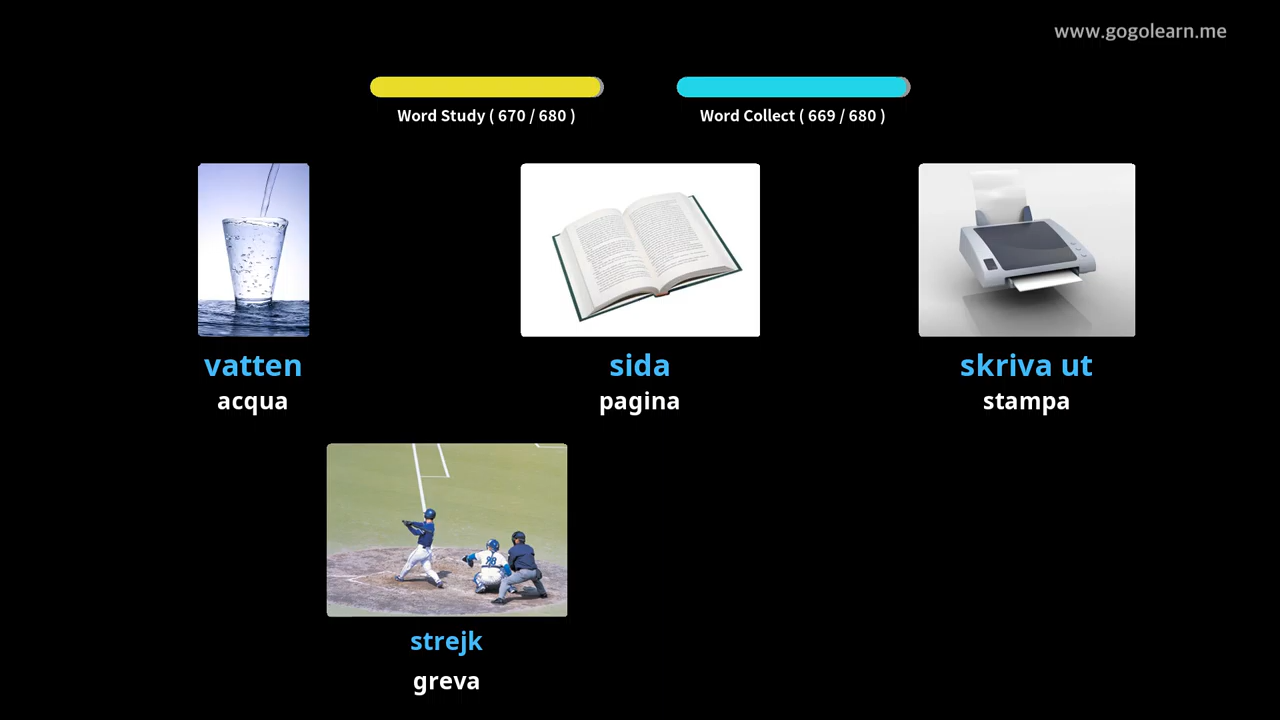 www.gogolearn.me
Word Study ( 670 / 680 )
Word Collect ( 669 / 680 )
vatten
acqua
sida
pagina
skriva ut
stampa
strejk
greva